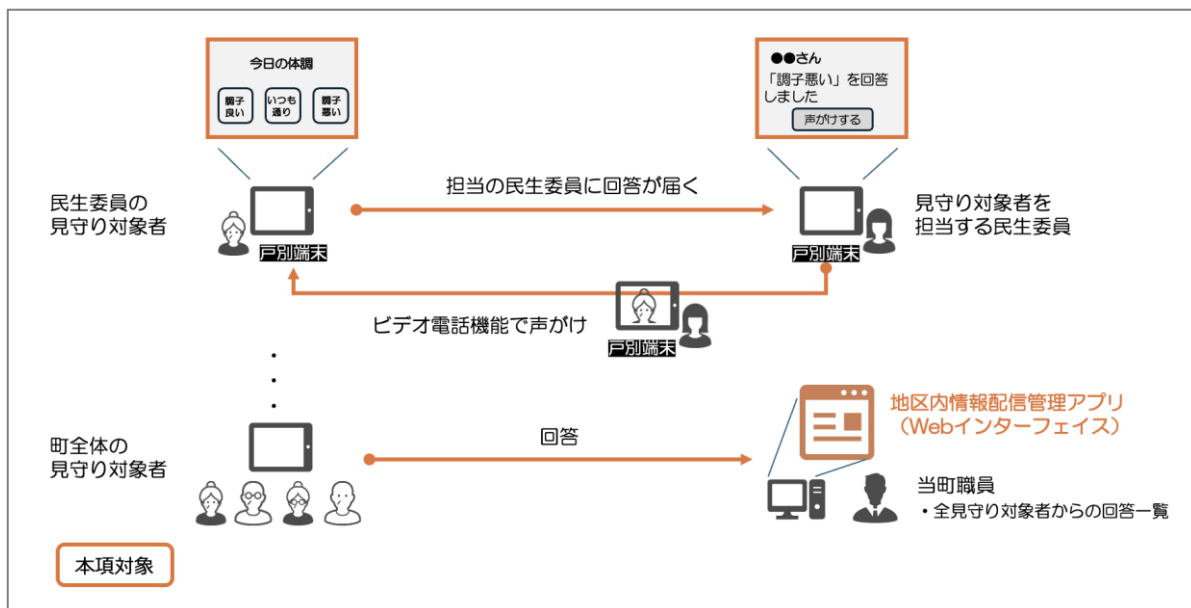 今日の体調
調子
良い
いつも
通り
調子
悪い
●●さん
「調子悪い」を回答
しました
声がけする
民生委員の
見守り対象者
戸別端末
担当の民生委員に回答が届く
戸別端末
見守り対象者を
担当する民生委員
ビデオ電話機能で声がけ
戸別端末
・
・
・
町全体の
見守り対象者
回答
地区内情報配信管理アプリ
（Webインターフェイス）
当町職員
・全見守り対象者からの回答一覧
本項対象